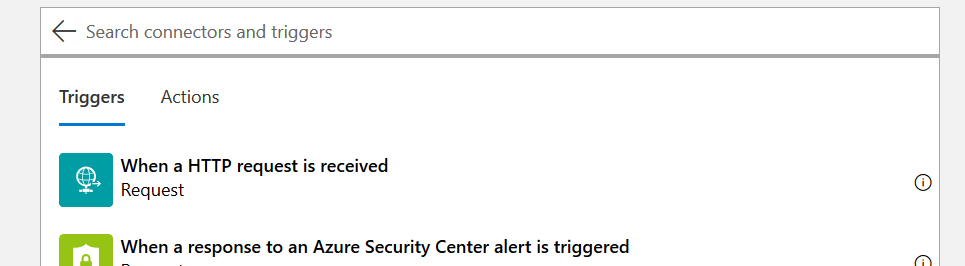 Search connectors and triggers
Triggers Actions
When a HTTP request is received
Request
When a response to an Azure Security Center alert is triggered